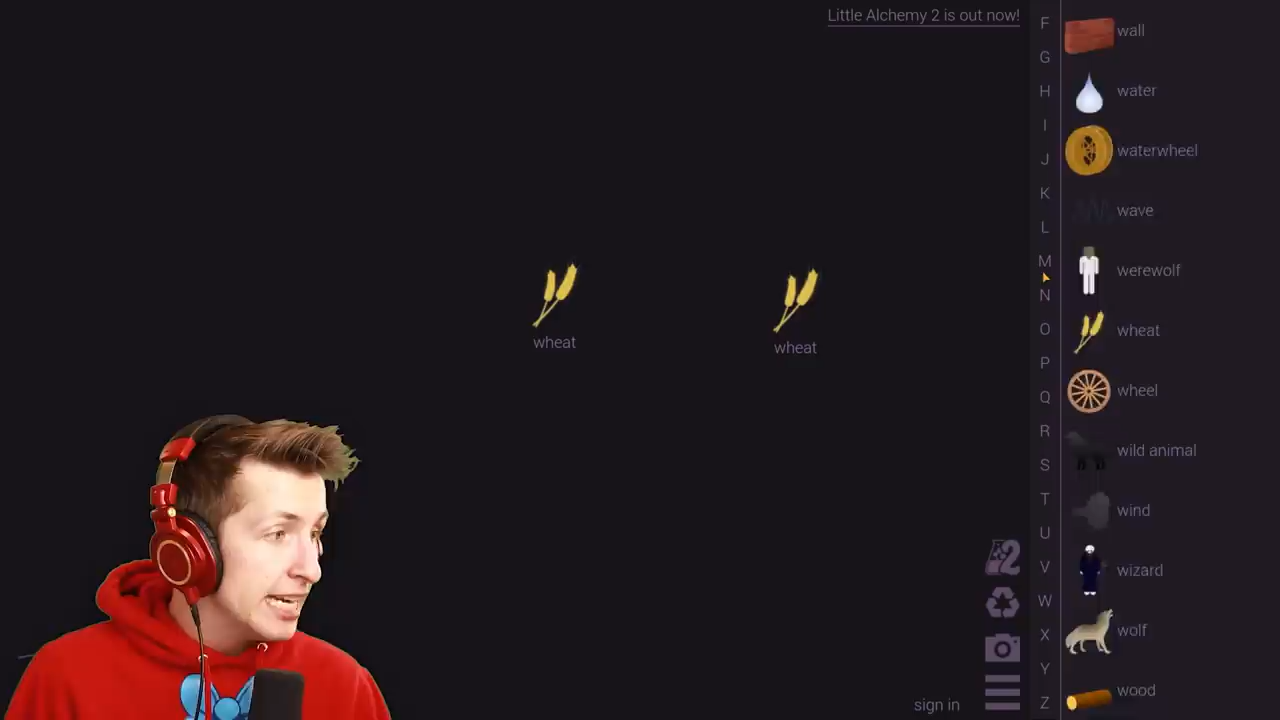 Little Alchemy 2 is out now!
F
G
H
I
J
K
L
M
N
O
P
Q
R
S
T
U
V
W
X
Y
Z
wall
water
waterwheel
wave
werewolf
wheat
wheel
wild animal
wind
wizard
wolf
wood
wheat
wheat
2
sign in